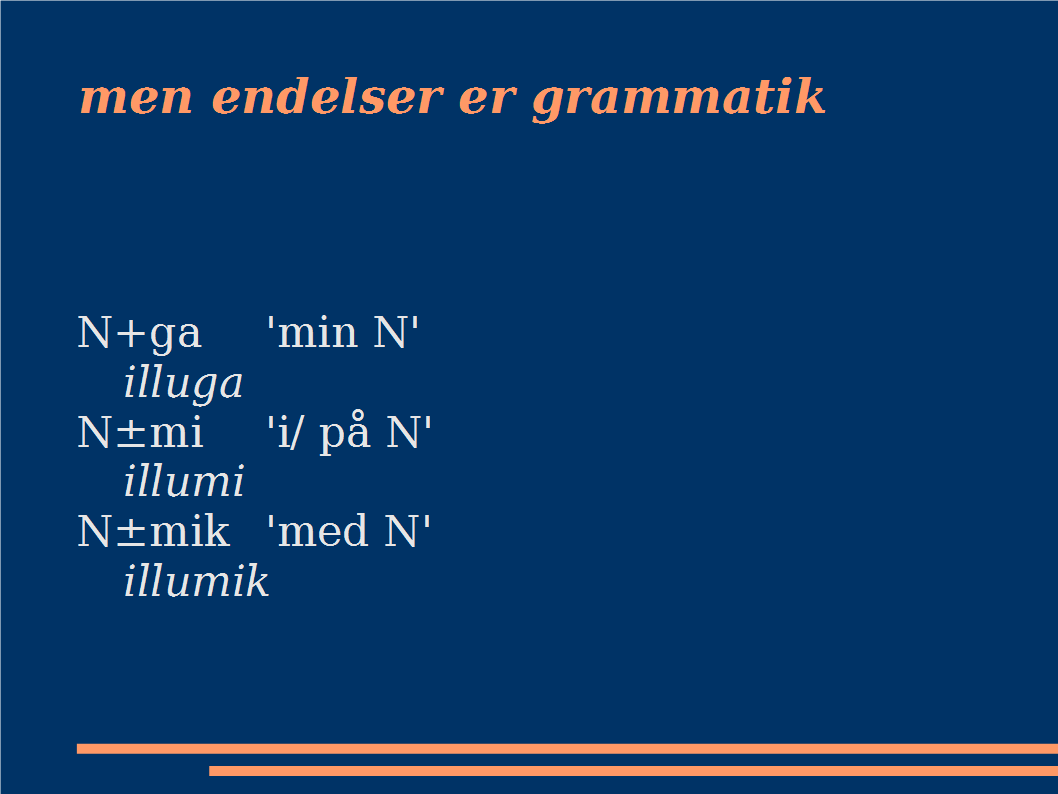 men endelser er grammatik
N+ga 'min N'
illuga
N±mi 'i/ på N'
illumi
N±mik 'med N'
illumik